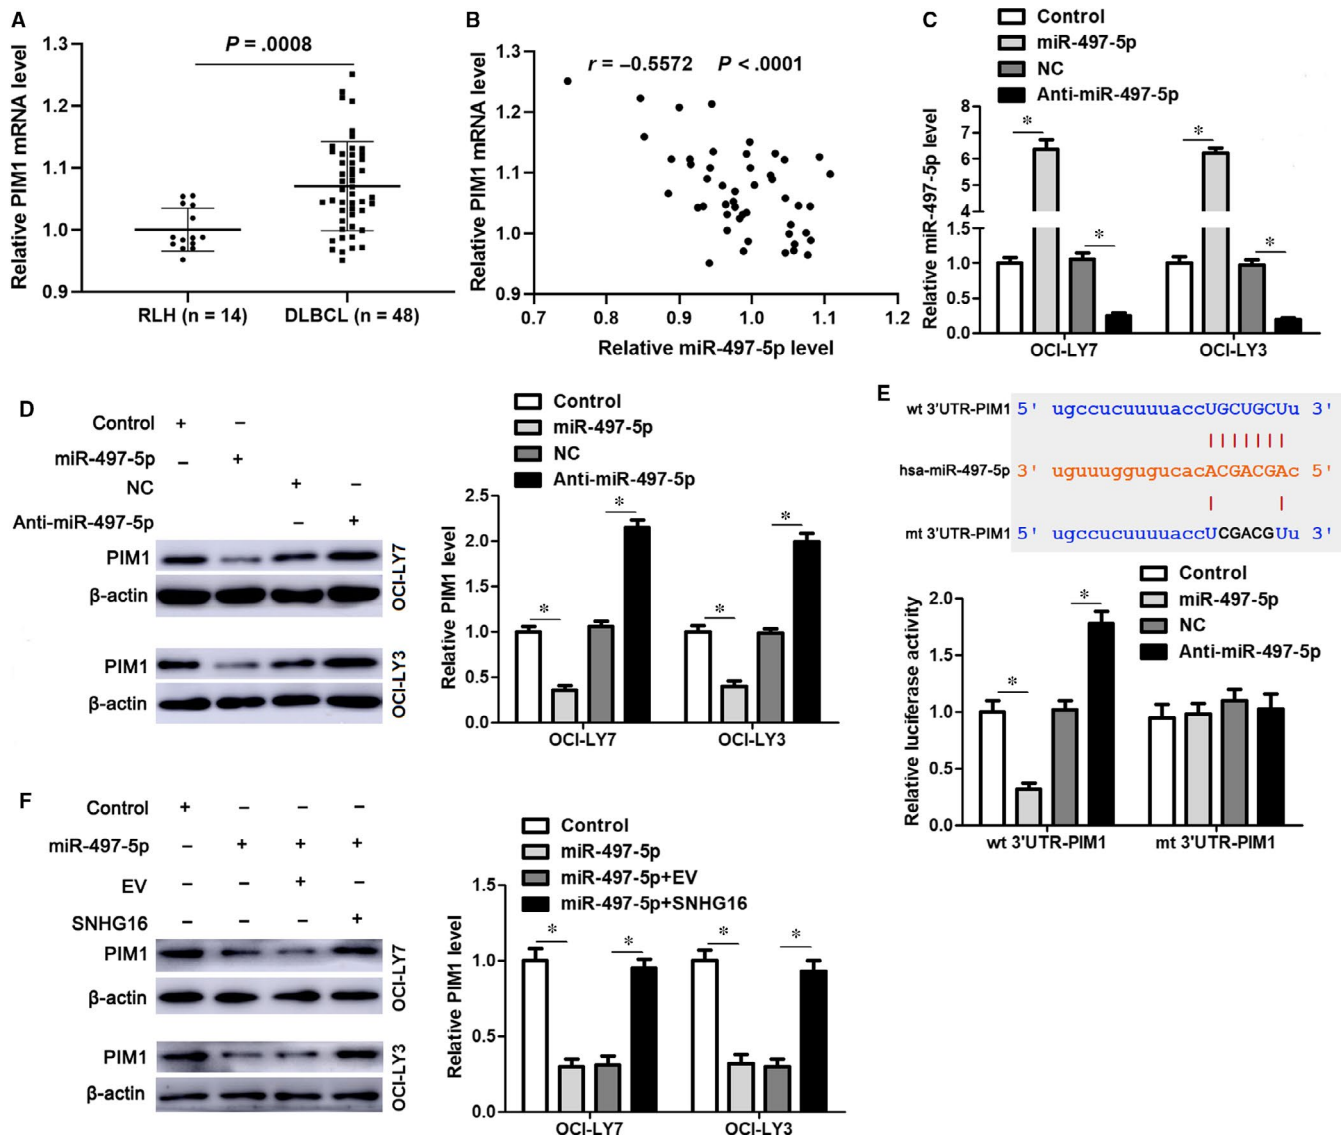 A
P = .0008
Relative PIM1 mRNA level
1.3
1.2
1.1
1.0
0.9
RLH (n = 14)
DLBCL (n = 48)
B
r = –0.5572 P < .0001
Relative PIM1 mRNA level
1.3
1.2
1.1
1.0
0.9
0.7 0.8 0.9 1.0 1.1 1.2
Relative miR-497-5p level
C
Control
miR-497-5p
NC
Anti-miR-497-5p
Relative miR-497-5p level
8
7
6
5
4
1.5
1.0
0.5
0.0
* * * *
OCI-LY7 OCI-LY3
D
Control + –
miR-497-5p – +
NC + –
Anti-miR-497-5p – +
PIM1
β-actin
OCI-LY7
PIM1
β-actin
OCI-LY3
Control
miR-497-5p
NC
Anti-miR-497-5p
Relative PIM1 level
2.5
2.0
1.5
1.0
0.5
0.0
* * * *
OCI-LY7 OCI-LY3
E
wt 3'UTR-PIM1 5' ugccucuuuuaccUGCUGCUu 3'
hsa-miR-497-5p 3' uguuuggugucacACGACGAc 5'
mt 3'UTR-PIM1 5' ugccucuuuuaccUCGACGUu 3'
Control
miR-497-5p
NC
Anti-miR-497-5p
Relative luciferase activity
2.0
1.5
1.0
0.5
0.0
* *
wt 3'UTR-PIM1 mt 3'UTR-PIM1
F
Control + – – –
miR-497-5p – + + +
EV – – + –
SNHG16 – – – +
PIM1
β-actin
OCI-LY7
PIM1
β-actin
OCI-LY3
Control
miR-497-5p
miR-497-5p+EV
miR-497-5p+SNHG16
Relative PIM1 level
1.5
1.0
0.5
0.0
* * * *
OCI-LY7 OCI-LY3